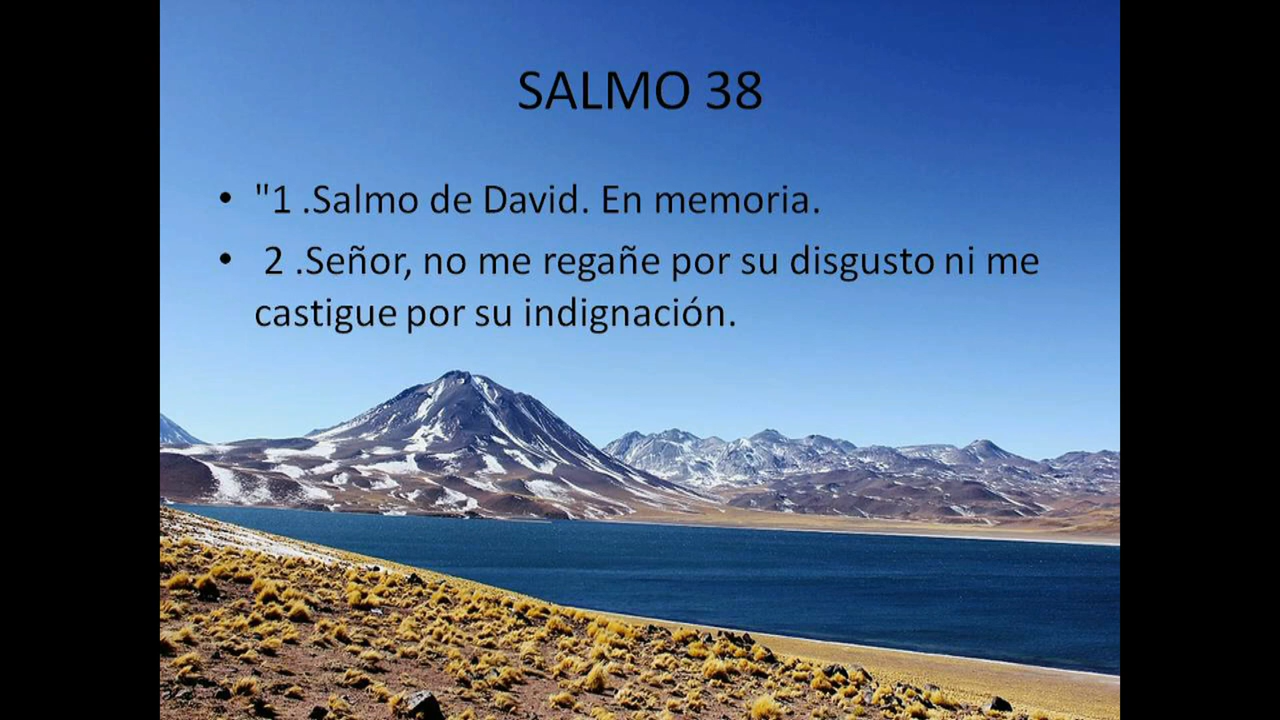 SALMO 38
• "1 .Salmo de David. En memoria.
• 2 .Señor, no me regañe por su disgusto ni me
castigue por su indignación.